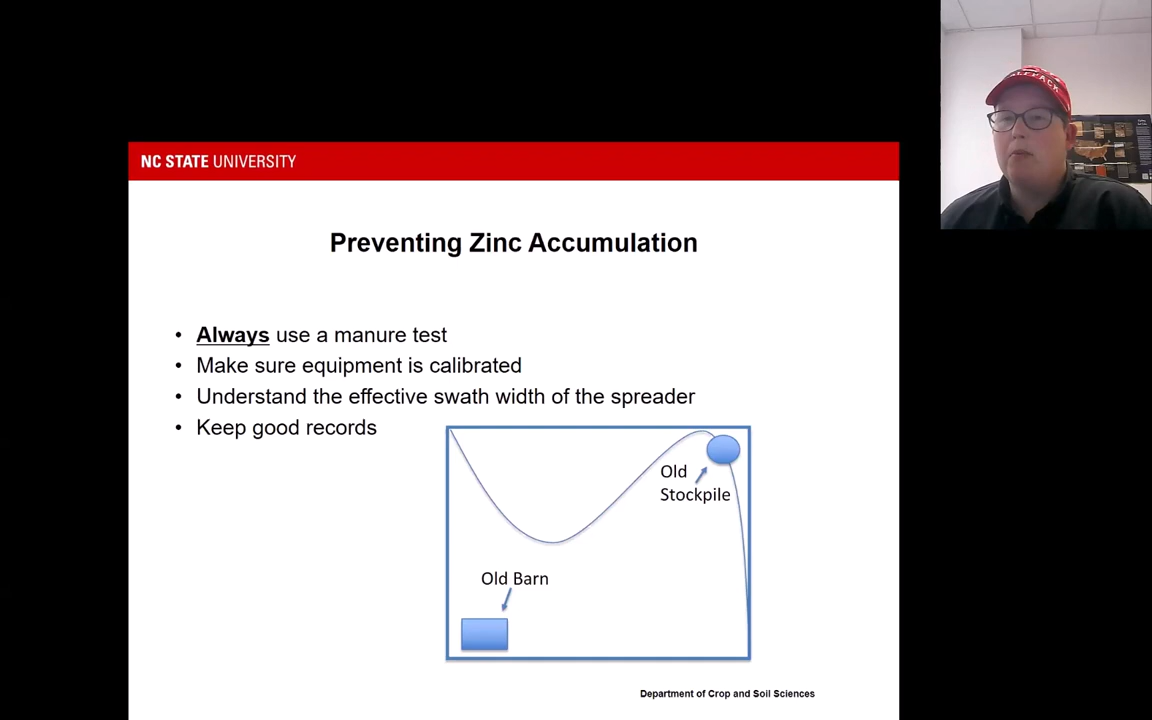 NC STATE UNIVERSITY
Preventing Zinc Accumulation
• Always use a manure test
• Make sure equipment is calibrated
• Understand the effective swath width of the spreader
• Keep good records
Old
Stockpile
Old Barn
Department of Crop and Soil Sciences